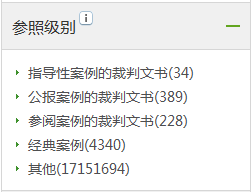 参照级别
指导性案例的裁判文书(34)
公报案例的裁判文书(389)
参阅案例的裁判文书(228)
经典案例(4340)
其他(17151694)